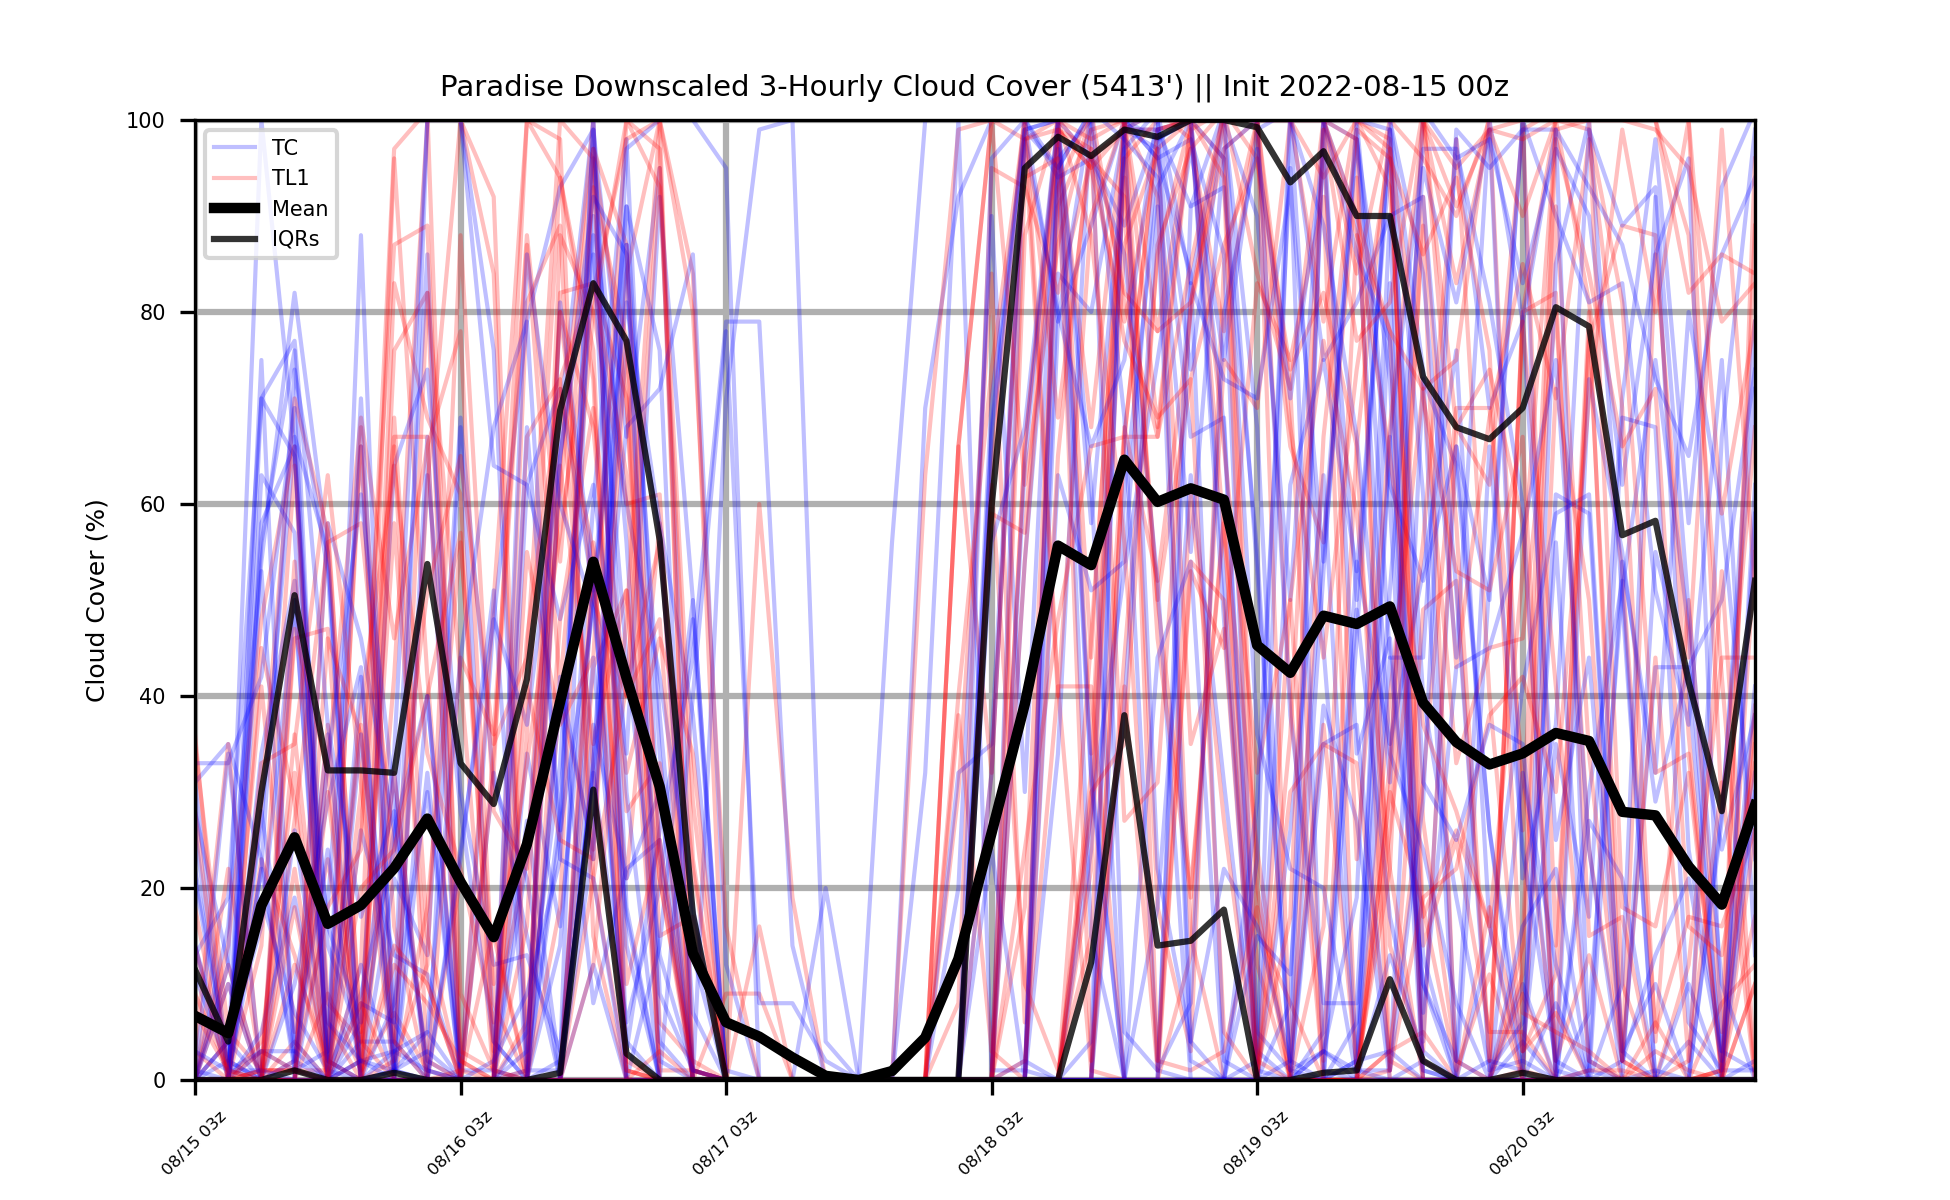 Paradise Downscaled 3-Hourly Cloud Cover (5413') || Init 2022-08-15 00z
TC
TL1
Mean
IQRs
Cloud Cover (%)
100
80
60
40
20
0
08/15 03z
08/16 03z
08/17 03z
08/18 03z
08/19 03z
08/20 03z